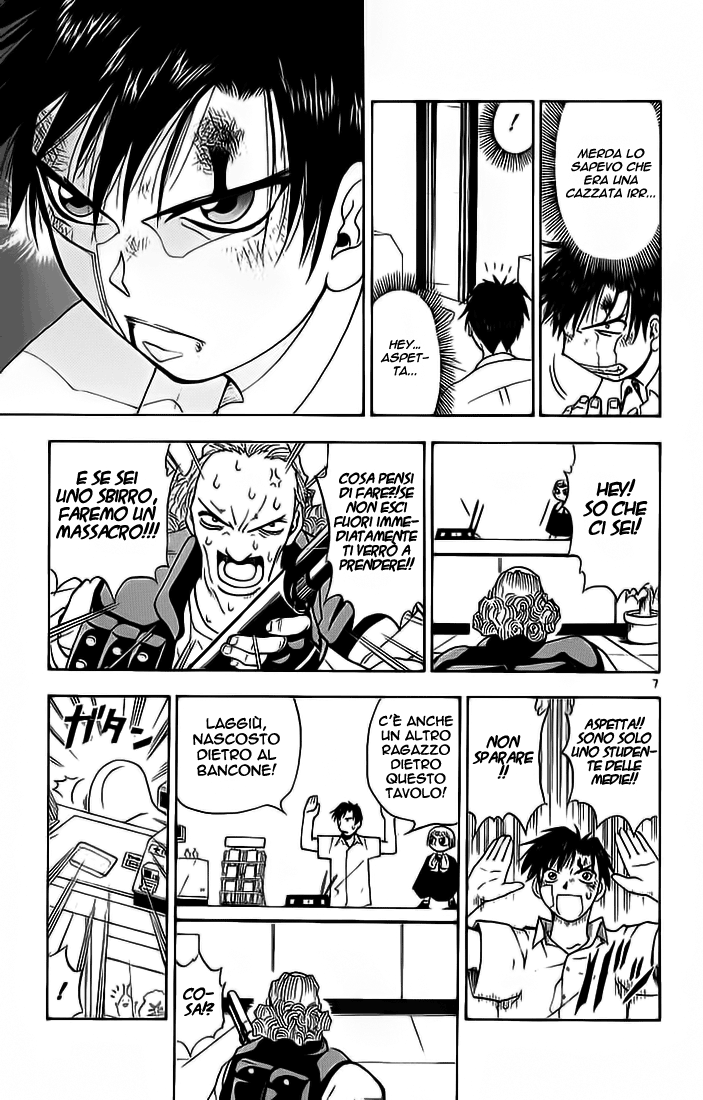 MERDA LO
SAPEVO CHE
ERA UNA
CAZZATA IRR...
!
HEY...
ASPET-
TA...
HEY!
SO CHE
CI SEI!
COSA PENSI
DI FARE?!SE
NON ESCI
FUORI IMME-
DIATAMENTE
TI VERRÒ A
PRENDERE!!
E SE SEI
UNO SBIRRO,
FAREMO UN
MASSACRO!!!
7
ASPETTA!!
SONO SOLO
UNO STUDEN-
TE DELLE
MEDIE!!
NON
SPARARE
!!
C'È ANCHE
UN ALTRO
RAGAZZO
DIETRO
QUESTO
TAVOLO!
LAGGIÙ,
NASCOSTO
DIETRO AL
BANCONE!
CO-
SA!?
ガタン
!